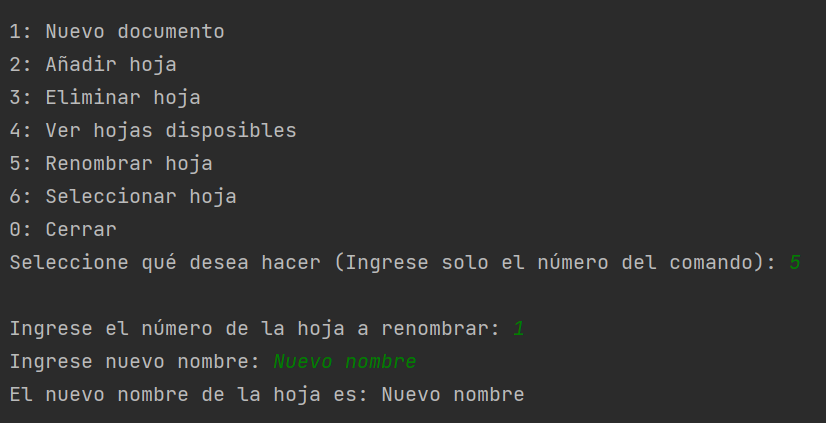 1: Nuevo documento
2: Añadir hoja
3: Eliminar hoja
4: Ver hojas disposibles
5: Renombrar hoja
6: Seleccionar hoja
0: Cerrar
Seleccione qué desea hacer (Ingrese solo el número del comando): 5
Ingrese el número de la hoja a renombrar: 1
Ingrese nuevo nombre: Nuevo nombre
El nuevo nombre de la hoja es: Nuevo nombre